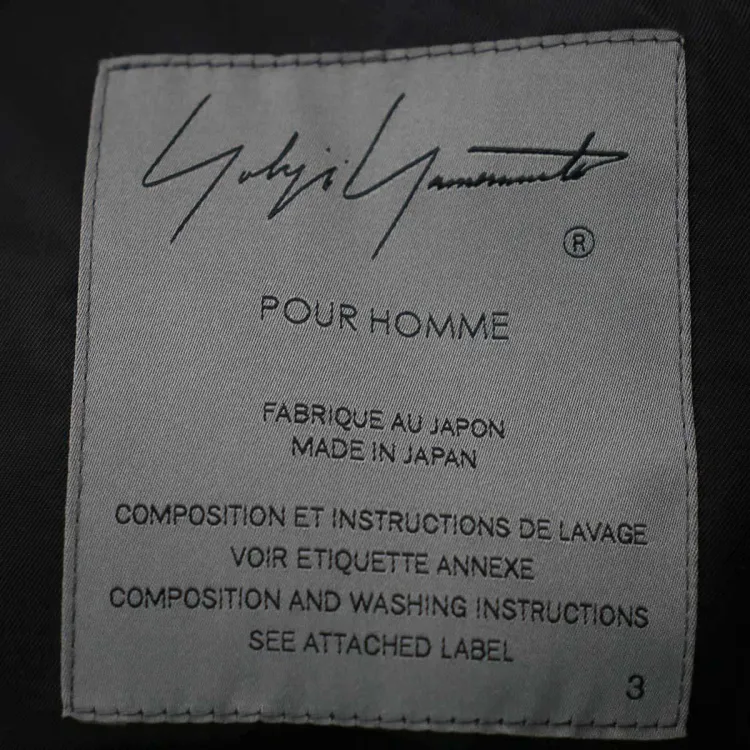 Yohji Yamamoto
®
POUR HOMME
FABRIQUE AU JAPON
MADE IN JAPAN
COMPOSITION ET INSTRUCTIONS DE LAVAGE
VOIR ETIQUETTE ANNEXE
COMPOSITION AND WASHING INSTRUCTIONS
SEE ATTACHED LABEL
3